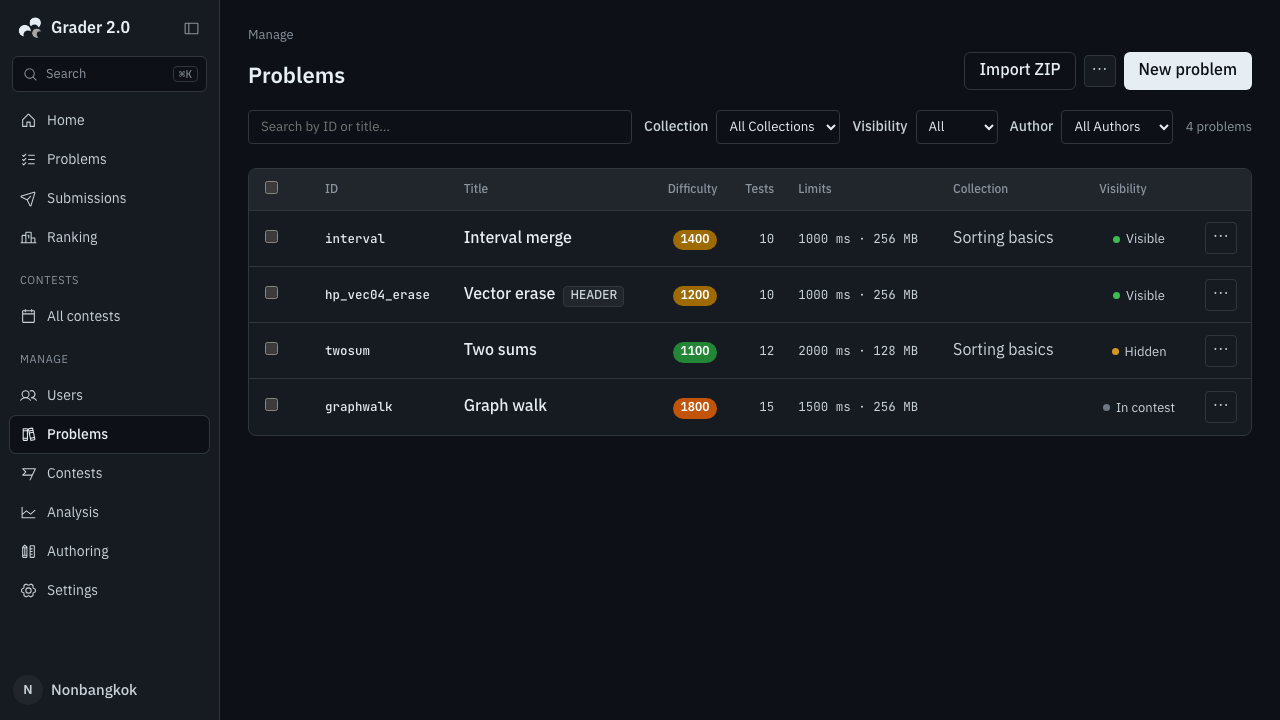 Grader 2.0
Search ⌘K
Home
Problems
Submissions
Ranking
CONTESTS
All contests
MANAGE
Users
Problems
Contests
Analysis
Authoring
Settings
N Nonbangkok
Manage
Problems
Import ZIP ··· New problem
Search by ID or title... Collection All Collections Visibility All Author All Authors 4 problems
ID Title Difficulty Tests Limits Collection Visibility
interval Interval merge 1400 10 1000 ms · 256 MB Sorting basics Visible ···
hp_vec04_erase Vector erase HEADER 1200 10 1000 ms · 256 MB Visible ···
twosum Two sums 1100 12 2000 ms · 128 MB Sorting basics Hidden ···
graphwalk Graph walk 1800 15 1500 ms · 256 MB In contest ···